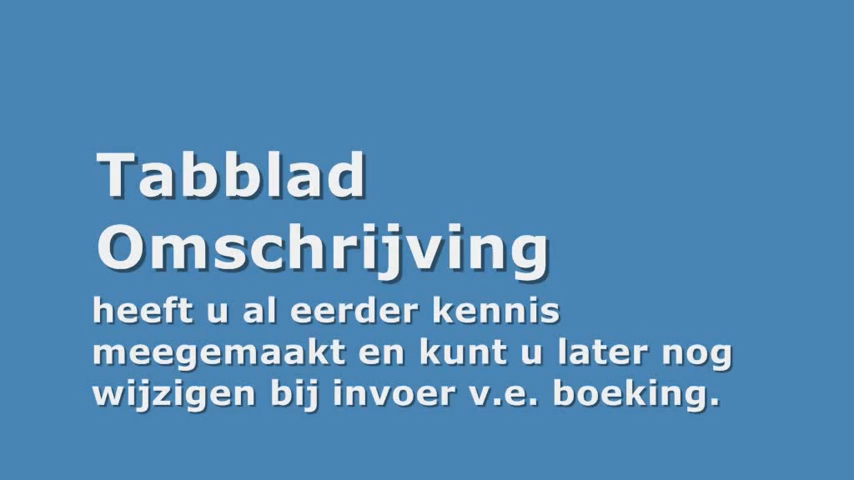 Tabblad
Omschrijving
heeft u al eerder kennis
meegemaakt en kunt u later nog
wijzigen bij invoer v.e. boeking.